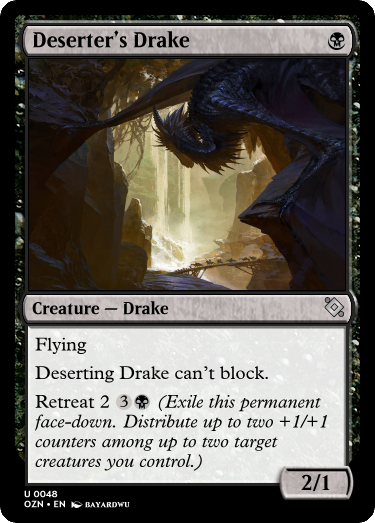 Deserter's Drake
Creature — Drake
Flying
Deserting Drake can't block.
Retreat 2 3 (Exile this permanent
face-down. Distribute up to two +1/+1
counters among up to two target
creatures you control.)
2/1
U 0048
OZN • EN BAYARDWU